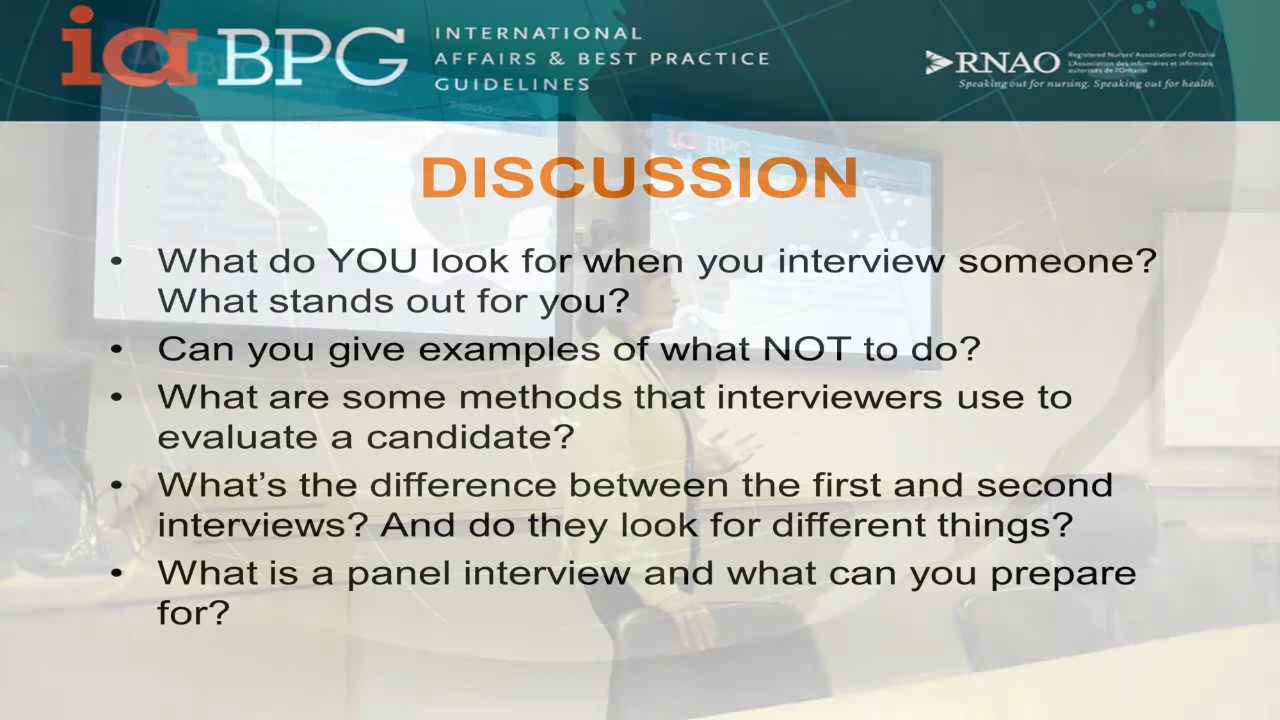 ia BPG
INTERNATIONAL
AFFAIRS & BEST PRACTICE
GUIDELINES
RNAO
Registered Nurses' Association of Ontario
L'Association des infirmières et infirmiers
autorisés de l'Ontario
Speaking out for nursing. Speaking out for health.
DISCUSSION
• What do YOU look for when you interview someone?
What stands out for you?
• Can you give examples of what NOT to do?
• What are some methods that interviewers use to
evaluate a candidate?
• What's the difference between the first and second
interviews? And do they look for different things?
• What is a panel interview and what can you prepare
for?
ia BPG